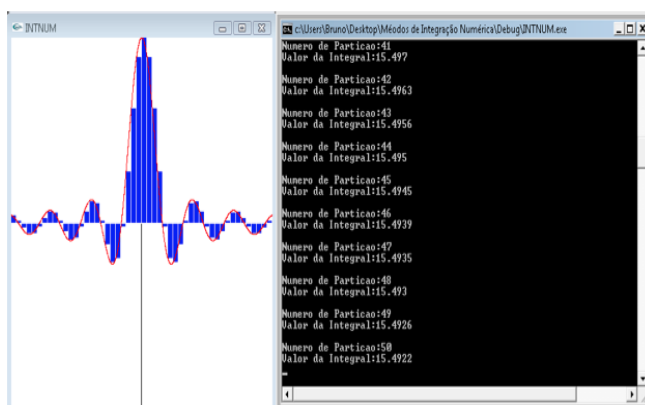 INTNUM
c:\Users\Bruno\Desktop\Méodos de Integração Numérica\Debug\INTNUM.exe
Numero de Particao:41
Valor da Integral:15.497
Numero de Particao:42
Valor da Integral:15.4963
Numero de Particao:43
Valor da Integral:15.4956
Numero de Particao:44
Valor da Integral:15.495
Numero de Particao:45
Valor da Integral:15.4945
Numero de Particao:46
Valor da Integral:15.4939
Numero de Particao:47
Valor da Integral:15.4935
Numero de Particao:48
Valor da Integral:15.493
Numero de Particao:49
Valor da Integral:15.4926
Numero de Particao:50
Valor da Integral:15.4922